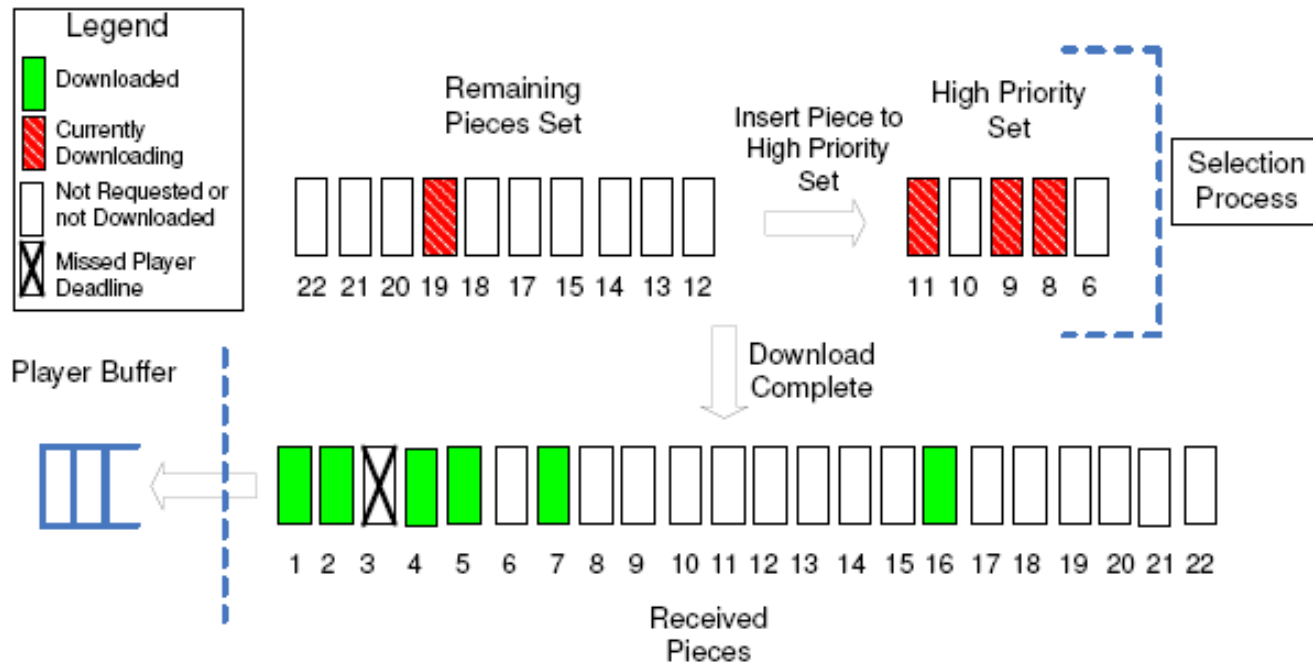 Legend
Downloaded
Currently
Downloading
Not Requested or
not Downloaded
Missed Player
Deadline
Remaining
Pieces Set
Insert Piece to
High Priority
Set
High Priority
Set
Selection
Process
22 21 20 19 18 17 15 14 13 12
11 10 9 8 6
Download
Complete
Player Buffer
1 2 3 4 5 6 7 8 9 10 11 12 13 14 15 16 17 18 19 20 21 22
Received
Pieces